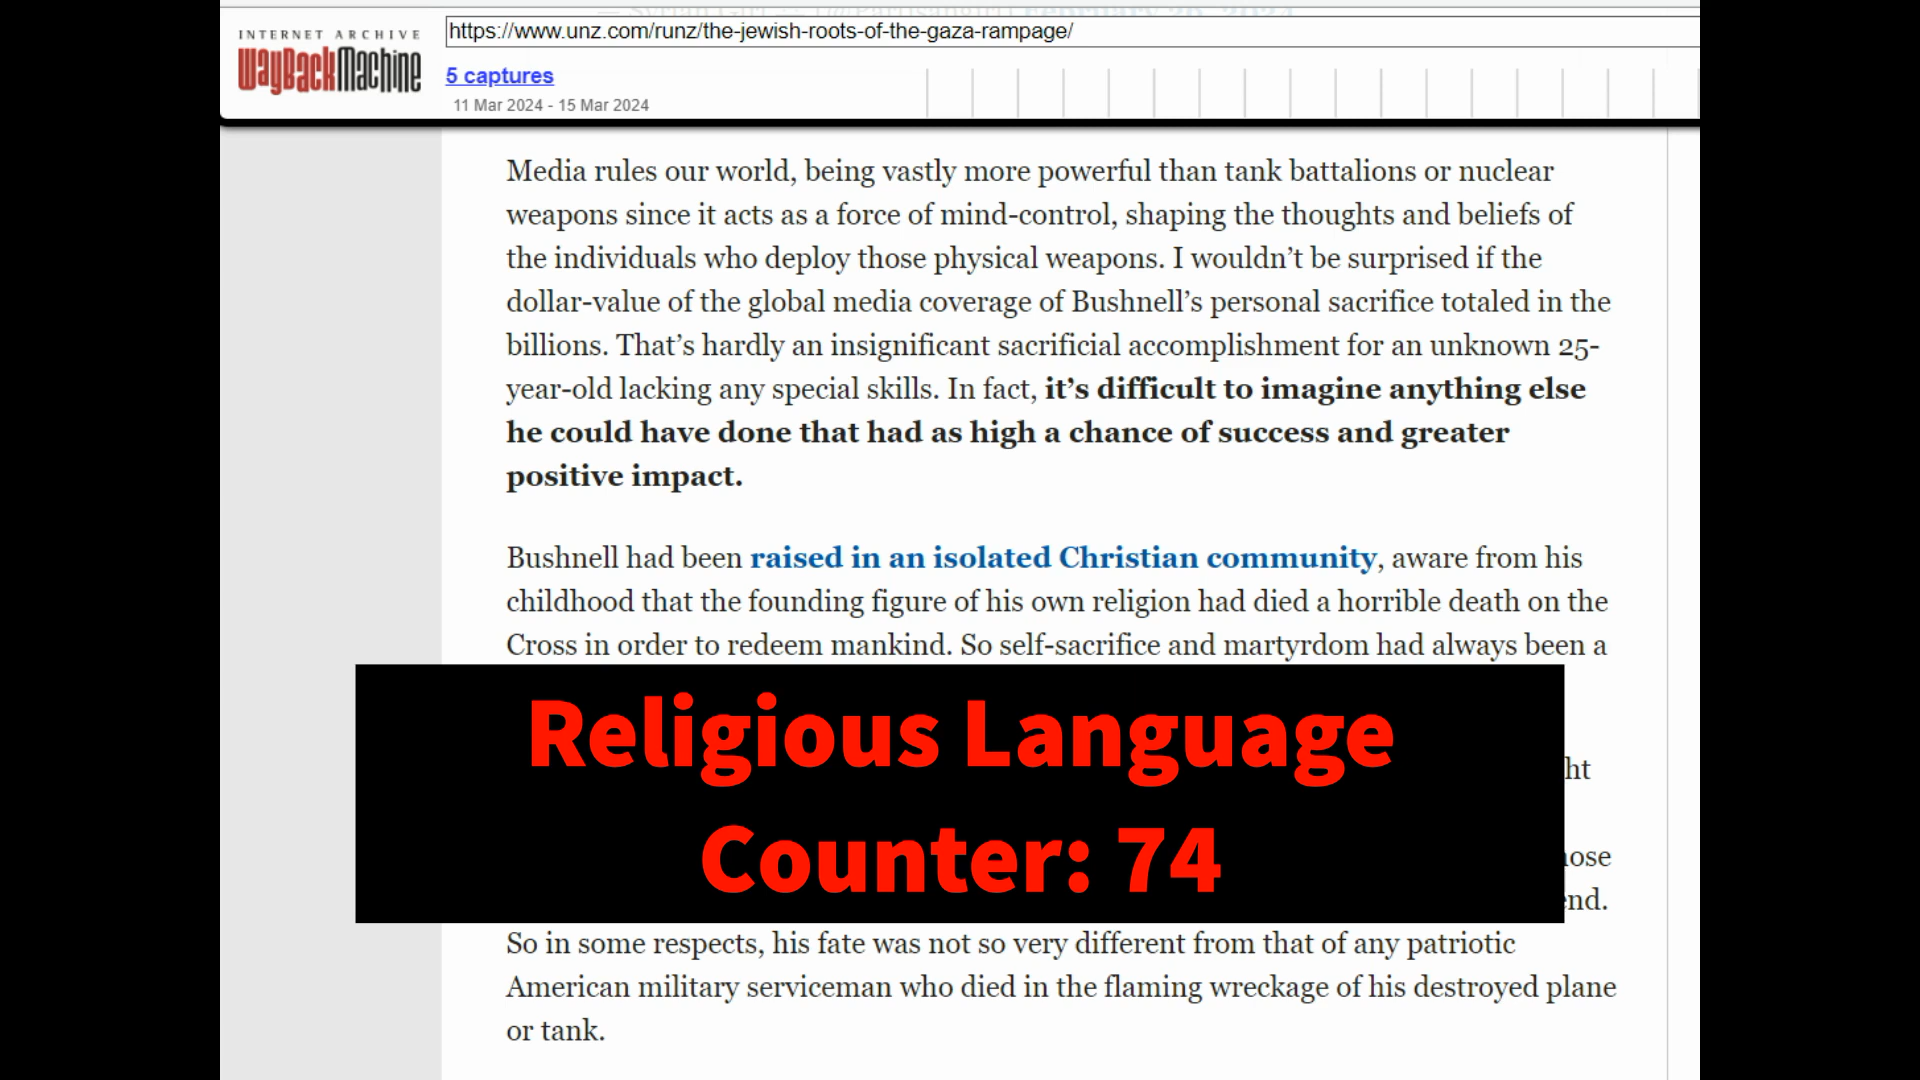 — Syrian Girl (@Partisangirl) February 26, 2024
https://www.unz.com/runz/the-jewish-roots-of-the-gaza-rampage/
INTERNET ARCHIVE
WayBackMachine
5 captures
11 Mar 2024 - 15 Mar 2024
Media rules our world, being vastly more powerful than tank battalions or nuclear
weapons since it acts as a force of mind-control, shaping the thoughts and beliefs of
the individuals who deploy those physical weapons. I wouldn’t be surprised if the
dollar-value of the global media coverage of Bushnell’s personal sacrifice totaled in the
billions. That’s hardly an insignificant sacrificial accomplishment for an unknown 25-
year-old lacking any special skills. In fact, it’s difficult to imagine anything else
he could have done that had as high a chance of success and greater
positive impact.
Bushnell had been raised in an isolated Christian community, aware from his
childhood that the founding figure of his own religion had died a horrible death on the
Cross in order to redeem mankind. So self-sacrifice and martyrdom had always been a
Religious Language
Counter: 74
So in some respects, his fate was not so very different from that of any patriotic
American military serviceman who died in the flaming wreckage of his destroyed plane
or tank.